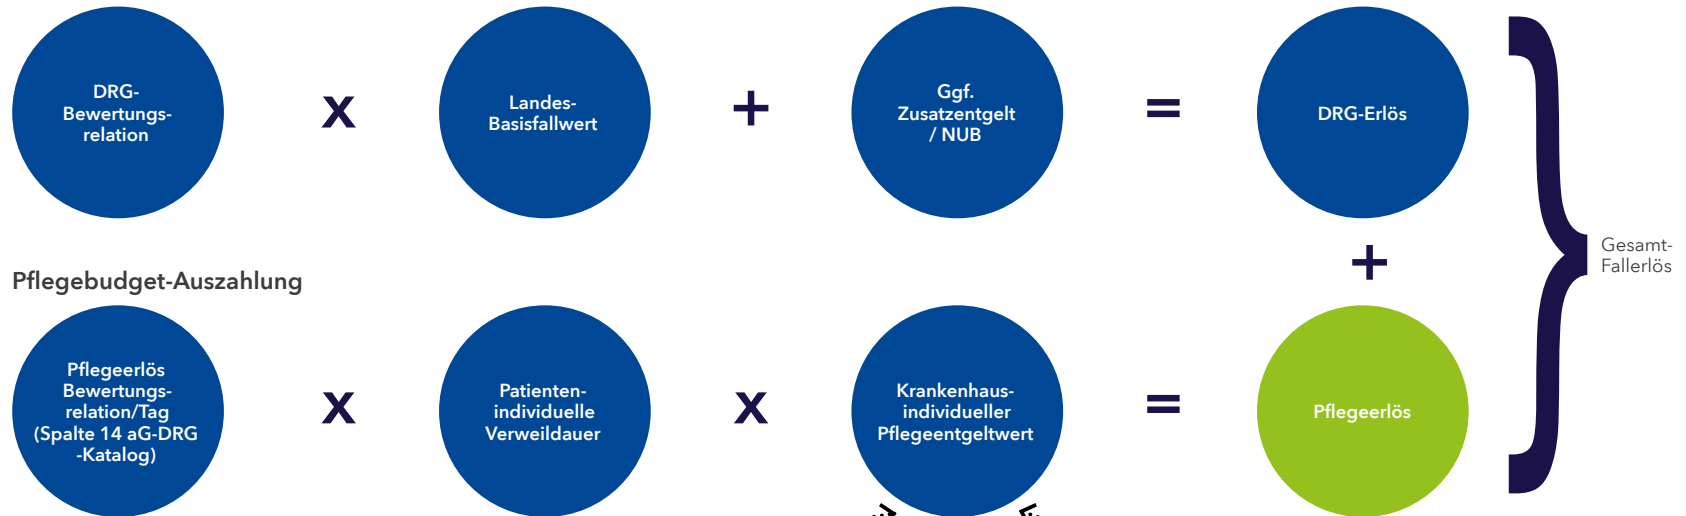 DRG-
Bewertungs-
relation
x
Landes-
Basisfallwert
+
Ggf.
Zusatzentgelt
/ NUB
=
DRG-Erlös
}
Gesamt-
Fallerlös
+
Pflegebudget-Auszahlung
Pflegeerlös
Bewertungs-
relation/Tag
(Spalte 14 aG-DRG
-Katalog)
x
Patienten-
individuelle
Verweildauer
x
Krankenhaus-
individueller
Pflegeentgeltwert
=
Pflegeerlös